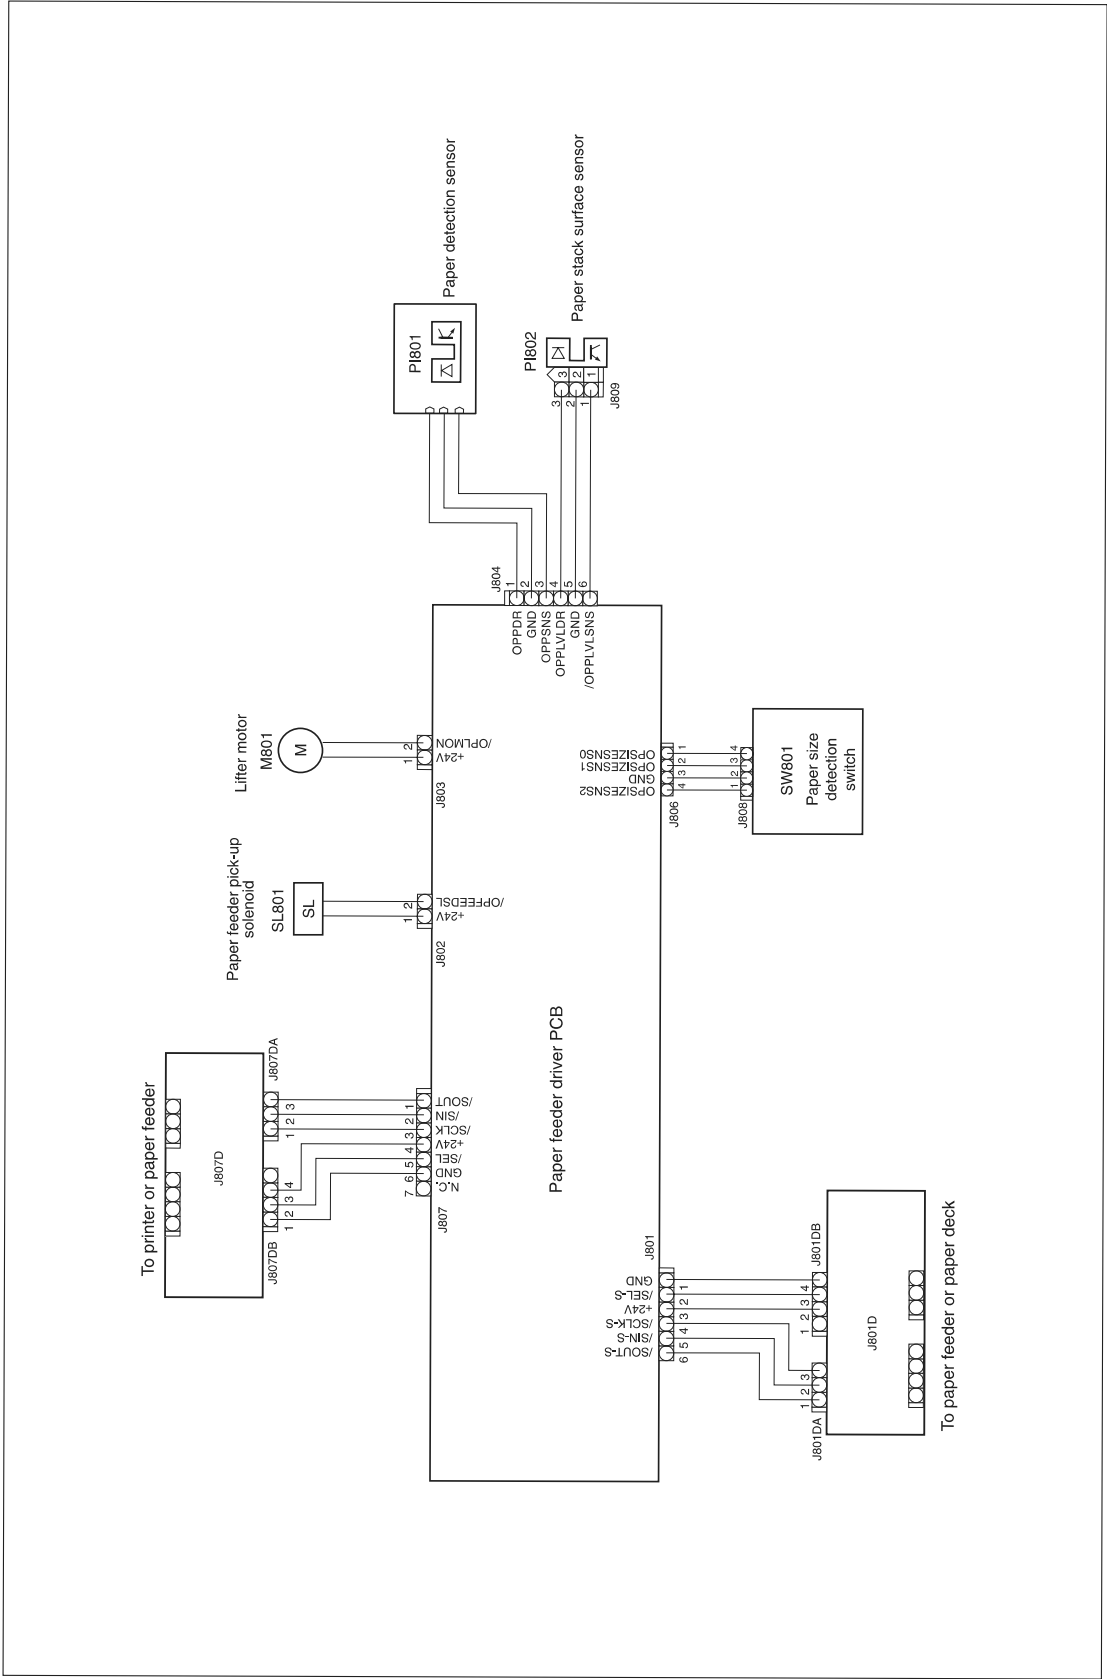 To printer or paper feeder
J807D
J807DB
1 2 3 4
J807DA
1 2 3
J807
7 6 5 4 3 2 1
N.C.
GND
/SEL
+24V
/SCLK
/SIN
/SOUT
Paper feeder pick-up
solenoid
SL801
SL
J802
1 2
+24V
/OPFEEDSL
Lifter motor
M801
M
J803
1 2
+24V
/OPLMON
Paper feeder driver PCB
J804
1
2
3
4
5
6
OPPDR
GND
OPPSNS
OPPLVLDR
GND
/OPPLVLSNS
PI801
Paper detection sensor
PI802
3
2
1
3
2
1
J809
Paper stack surface sensor
J801
/SOUT-S
/SIN-S
/SCLK-S
+24V
/SEL-S
GND
6 5 4 3 2 1
J801DA
1 2 3
J801DB
1 2 3 4
J801D
To paper feeder or paper deck
OPSIZESNS2
GND
OPSIZESNS1
OPSIZESNS0
J806
4 3 2 1
J808
1 2 3 4
SW801
Paper size
detection
switch